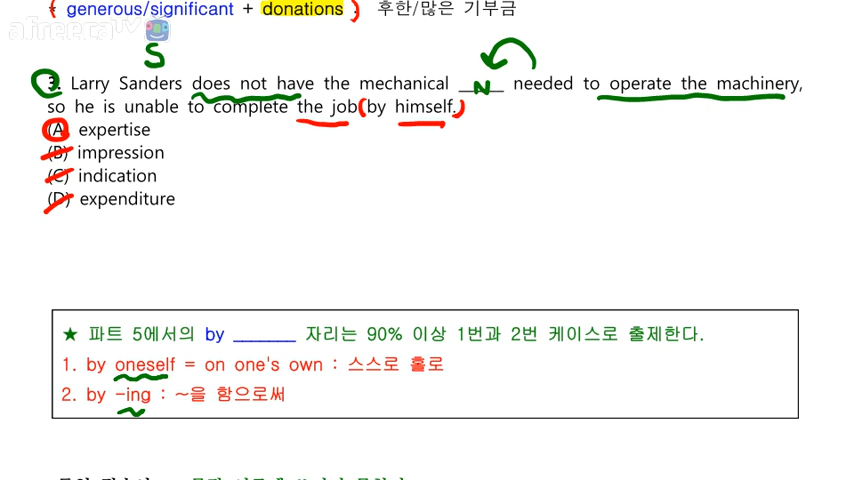 * generous/significant + donations . 후한/많은 기부금
afreecaTV
S
3. Larry Sanders does not have the mechanical _____ needed to operate the machinery,
N
so he is unable to complete the job (by himself.)
(A) expertise
(B) impression
(C) indication
(D) expenditure
★ 파트 5에서의 by _______ 자리는 90% 이상 1번과 2번 케이스로 출제한다.
1. by oneself = on one's own : 스스로 홀로
2. by -ing : ~을 함으로써